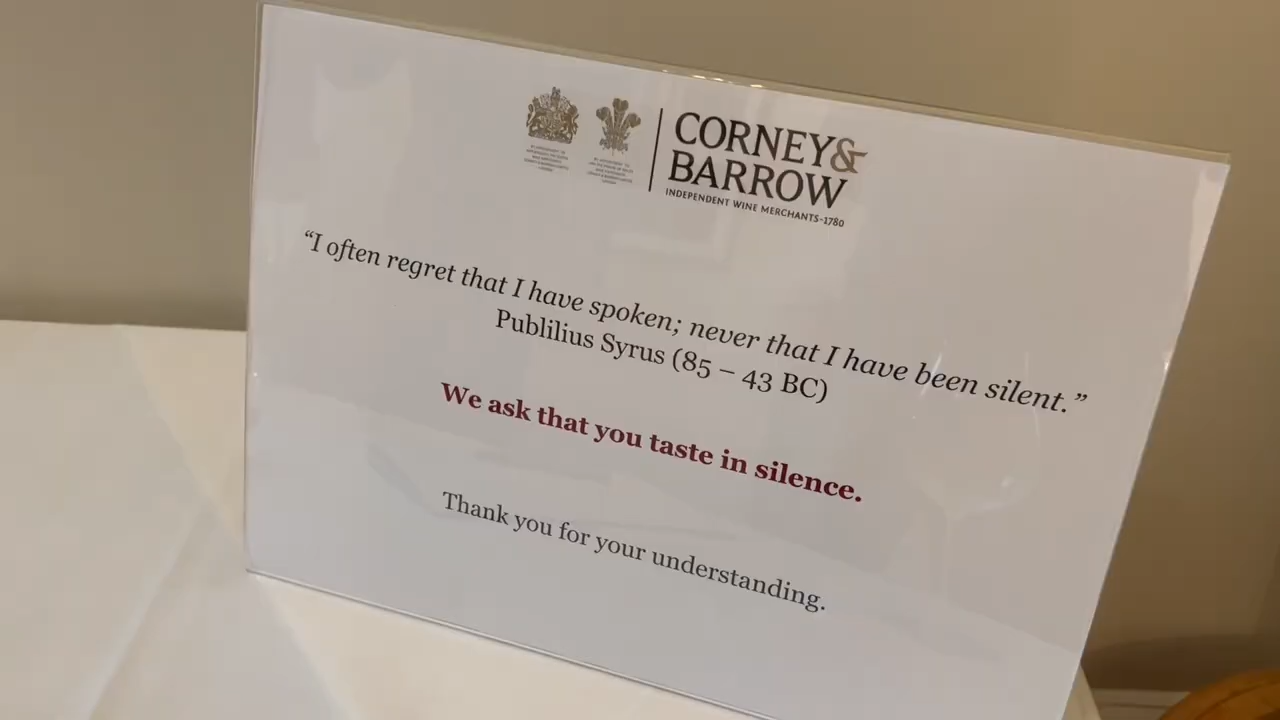 CORNEY&
BARROW
INDEPENDENT WINE MERCHANTS-1780
“I often regret that I have spoken; never that I have been silent.”
Publilius Syrus (85 – 43 BC)
We ask that you taste in silence.
Thank you for your understanding.